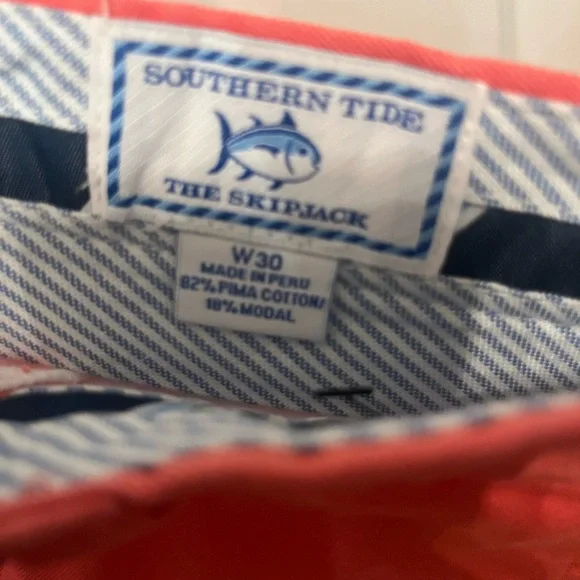 SOUTHERN TIDE
THE SKIPJACK
W30
MADE IN PERU
82% PIMA COTTON/
18% MODAL